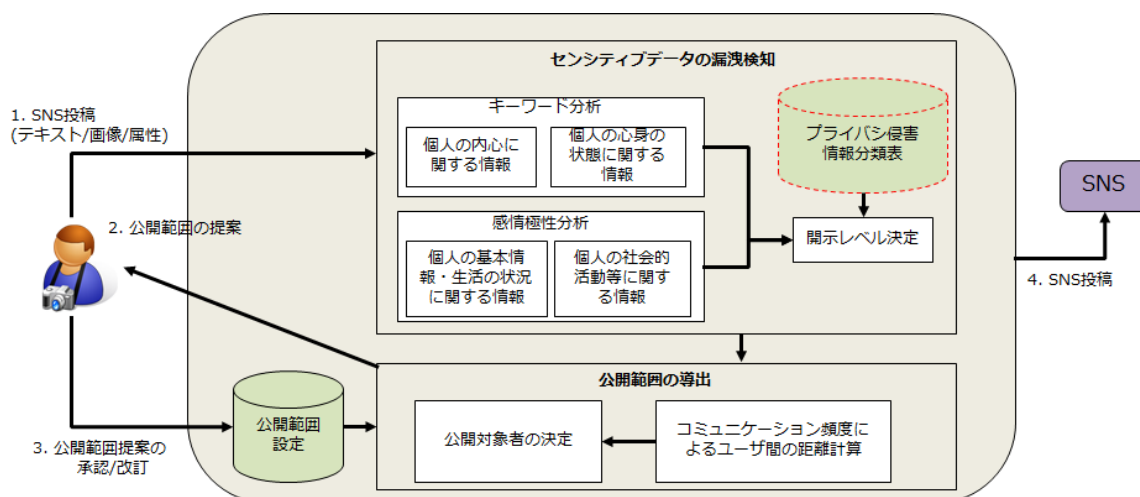 センシティブデータの漏洩検知
1. SNS投稿
(テキスト/画像/属性)
キーワード分析
個人の内心に
関する情報
個人の心身の
状態に関する
情報
プライバシ侵害
情報分類表
感情極性分析
個人の基本情
報・生活の状況
に関する情報
個人の社会的
活動等に関す
る情報
開示レベル決定
2. 公開範囲の提案
SNS
4. SNS投稿
公開範囲の導出
公開範囲
設定
公開対象者の決定
コミュニケーション頻度に
よるユーザ間の距離計算
3. 公開範囲提案の
承認/改訂